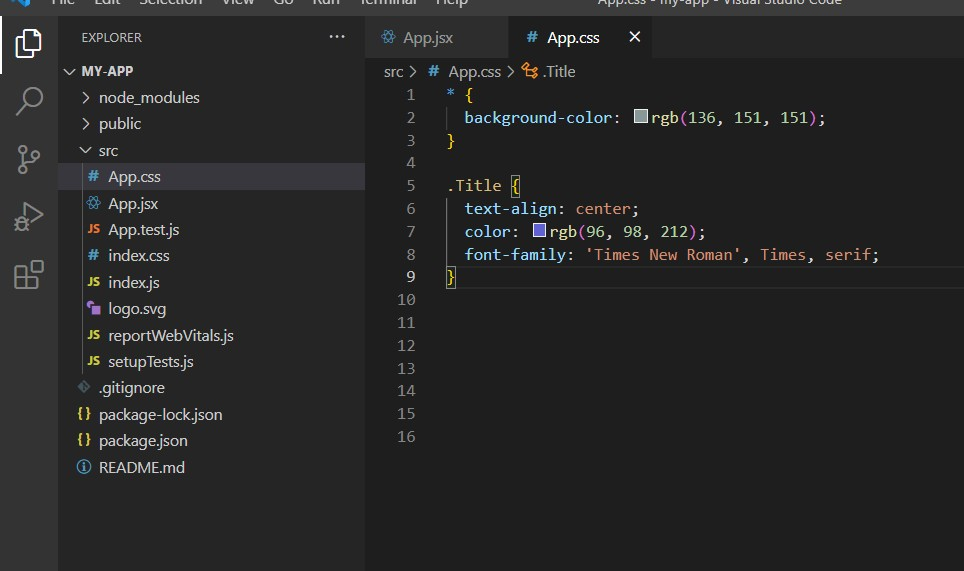 File Edit Selection View Go Run Terminal Help App.css - my-app - Visual Studio Code
EXPLORER
MY-APP
node_modules
public
src
App.css
App.jsx
App.test.js
index.css
index.js
logo.svg
reportWebVitals.js
setupTests.js
.gitignore
package-lock.json
package.json
README.md
App.jsx
# App.css
src > # App.css > .Title
1 * {
2 background-color: rgb(136, 151, 151);
3 }
4
5 .Title {
6 text-align: center;
7 color: rgb(96, 98, 212);
8 font-family: 'Times New Roman', Times, serif;
9 }
10
11
12
13
14
15
16